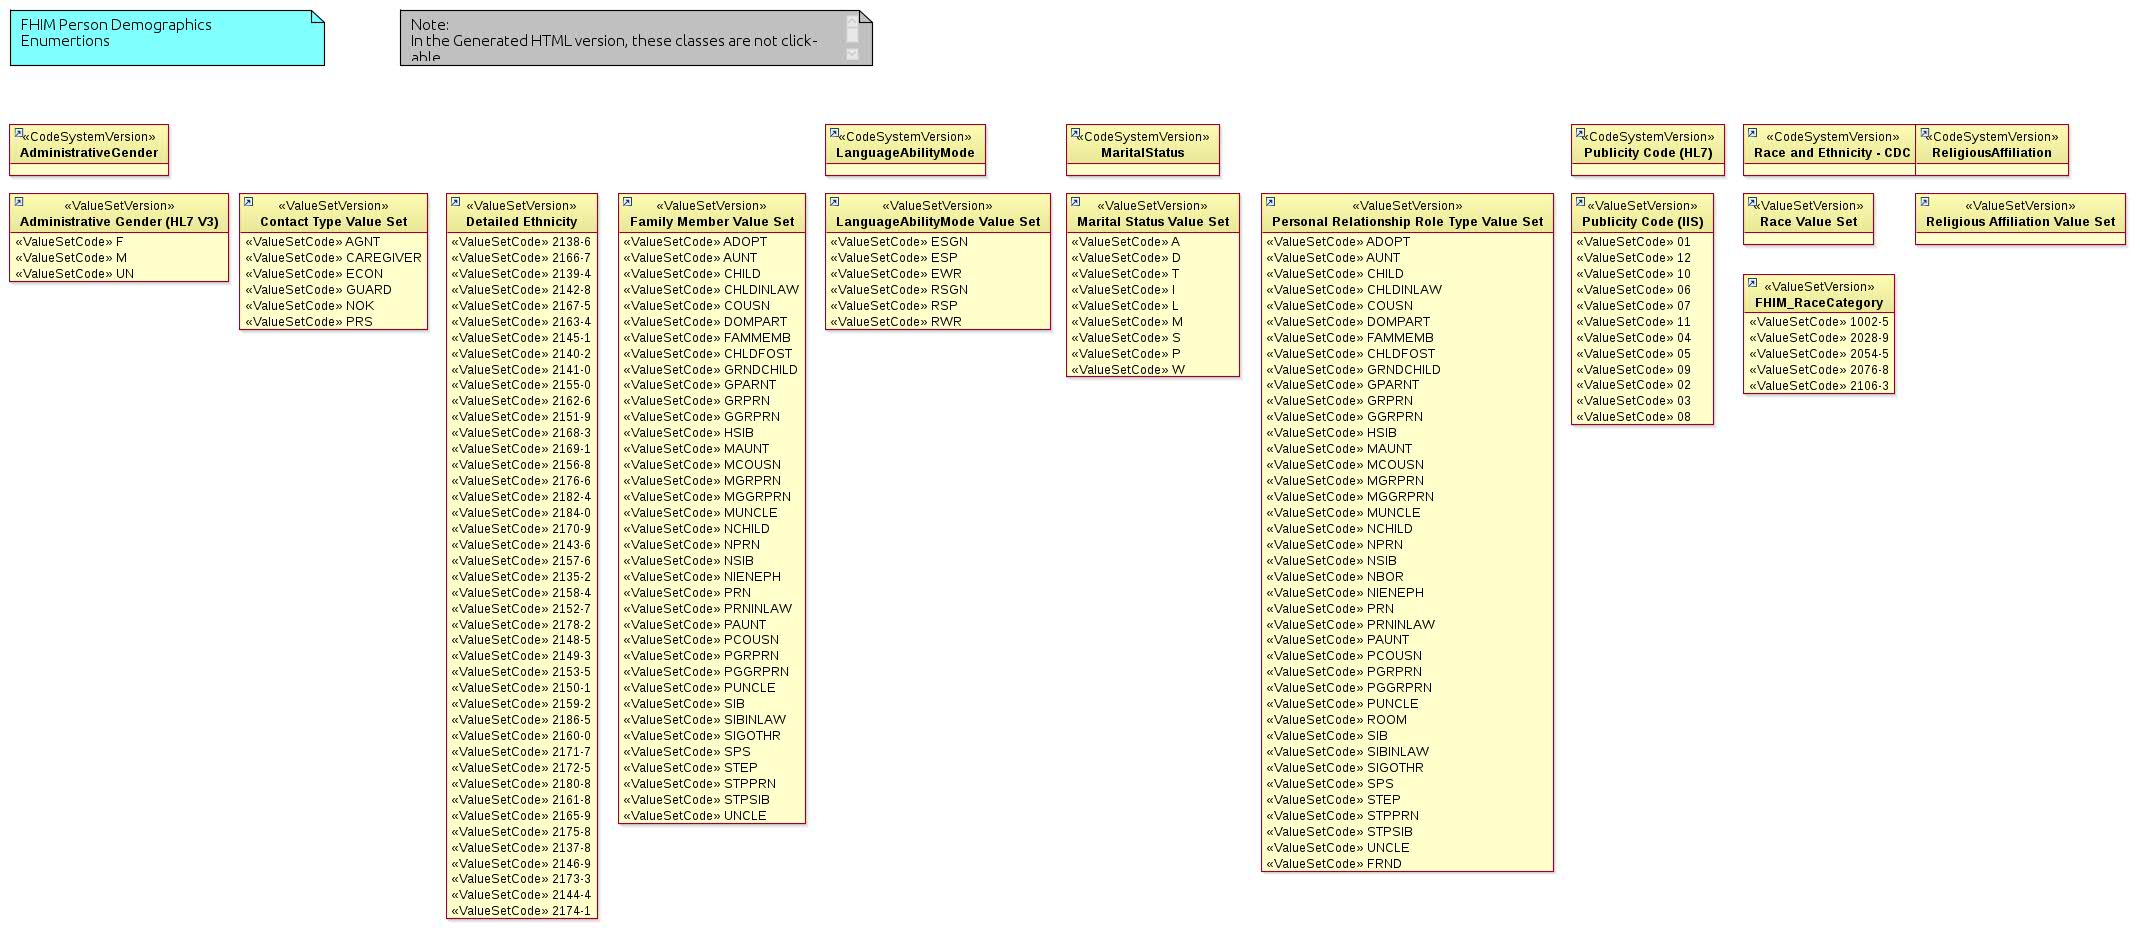 FHIM Person Demographics
Enumertions
Note:
In the Generated HTML version, these classes are not click-
able
«CodeSystemVersion»
AdministrativeGender
«CodeSystemVersion»
LanguageAbilityMode
«CodeSystemVersion»
MaritalStatus
«CodeSystemVersion»
Publicity Code (HL7)
«CodeSystemVersion»
Race and Ethnicity - CDC
«CodeSystemVersion»
ReligiousAffiliation
«ValueSetVersion»
Administrative Gender (HL7 V3)
«ValueSetCode» F
«ValueSetCode» M
«ValueSetCode» UN
«ValueSetVersion»
Contact Type Value Set
«ValueSetCode» AGNT
«ValueSetCode» CAREGIVER
«ValueSetCode» ECON
«ValueSetCode» GUARD
«ValueSetCode» NOK
«ValueSetCode» PRS
«ValueSetVersion»
Detailed Ethnicity
«ValueSetCode» 2138-6
«ValueSetCode» 2166-7
«ValueSetCode» 2139-4
«ValueSetCode» 2142-8
«ValueSetCode» 2167-5
«ValueSetCode» 2163-4
«ValueSetCode» 2145-1
«ValueSetCode» 2140-2
«ValueSetCode» 2141-0
«ValueSetCode» 2155-0
«ValueSetCode» 2162-6
«ValueSetCode» 2151-9
«ValueSetCode» 2168-3
«ValueSetCode» 2169-1
«ValueSetCode» 2156-8
«ValueSetCode» 2176-6
«ValueSetCode» 2182-4
«ValueSetCode» 2184-0
«ValueSetCode» 2170-9
«ValueSetCode» 2143-6
«ValueSetCode» 2157-6
«ValueSetCode» 2135-2
«ValueSetCode» 2158-4
«ValueSetCode» 2152-7
«ValueSetCode» 2178-2
«ValueSetCode» 2148-5
«ValueSetCode» 2149-3
«ValueSetCode» 2153-5
«ValueSetCode» 2150-1
«ValueSetCode» 2159-2
«ValueSetCode» 2186-5
«ValueSetCode» 2160-0
«ValueSetCode» 2171-7
«ValueSetCode» 2172-5
«ValueSetCode» 2180-8
«ValueSetCode» 2161-8
«ValueSetCode» 2165-9
«ValueSetCode» 2175-8
«ValueSetCode» 2137-8
«ValueSetCode» 2146-9
«ValueSetCode» 2173-3
«ValueSetCode» 2144-4
«ValueSetCode» 2174-1
«ValueSetVersion»
Family Member Value Set
«ValueSetCode» ADOPT
«ValueSetCode» AUNT
«ValueSetCode» CHILD
«ValueSetCode» CHLDINLAW
«ValueSetCode» COUSN
«ValueSetCode» DOMPART
«ValueSetCode» FAMMEMB
«ValueSetCode» CHLDFOST
«ValueSetCode» GRNDCHILD
«ValueSetCode» GPARNT
«ValueSetCode» GRPRN
«ValueSetCode» GGRPRN
«ValueSetCode» HSIB
«ValueSetCode» MAUNT
«ValueSetCode» MCOUSN
«ValueSetCode» MGRPRN
«ValueSetCode» MGGRPRN
«ValueSetCode» MUNCLE
«ValueSetCode» NCHILD
«ValueSetCode» NPRN
«ValueSetCode» NSIB
«ValueSetCode» NIENEPH
«ValueSetCode» PRN
«ValueSetCode» PRNINLAW
«ValueSetCode» PAUNT
«ValueSetCode» PCOUSN
«ValueSetCode» PGRPRN
«ValueSetCode» PGGRPRN
«ValueSetCode» PUNCLE
«ValueSetCode» SIB
«ValueSetCode» SIBINLAW
«ValueSetCode» SIGOTHR
«ValueSetCode» SPS
«ValueSetCode» STEP
«ValueSetCode» STPPRN
«ValueSetCode» STPSIB
«ValueSetCode» UNCLE
«ValueSetVersion»
LanguageAbilityMode Value Set
«ValueSetCode» ESGN
«ValueSetCode» ESP
«ValueSetCode» EWR
«ValueSetCode» RSGN
«ValueSetCode» RSP
«ValueSetCode» RWR
«ValueSetVersion»
Marital Status Value Set
«ValueSetCode» A
«ValueSetCode» D
«ValueSetCode» T
«ValueSetCode» I
«ValueSetCode» L
«ValueSetCode» M
«ValueSetCode» S
«ValueSetCode» P
«ValueSetCode» W
«ValueSetVersion»
Personal Relationship Role Type Value Set
«ValueSetCode» ADOPT
«ValueSetCode» AUNT
«ValueSetCode» CHILD
«ValueSetCode» CHLDINLAW
«ValueSetCode» COUSN
«ValueSetCode» DOMPART
«ValueSetCode» FAMMEMB
«ValueSetCode» CHLDFOST
«ValueSetCode» GRNDCHILD
«ValueSetCode» GPARNT
«ValueSetCode» GRPRN
«ValueSetCode» GGRPRN
«ValueSetCode» HSIB
«ValueSetCode» MAUNT
«ValueSetCode» MCOUSN
«ValueSetCode» MGRPRN
«ValueSetCode» MGGRPRN
«ValueSetCode» MUNCLE
«ValueSetCode» NCHILD
«ValueSetCode» NPRN
«ValueSetCode» NSIB
«ValueSetCode» NBOR
«ValueSetCode» NIENEPH
«ValueSetCode» PRN
«ValueSetCode» PRNINLAW
«ValueSetCode» PAUNT
«ValueSetCode» PCOUSN
«ValueSetCode» PGRPRN
«ValueSetCode» PGGRPRN
«ValueSetCode» PUNCLE
«ValueSetCode» ROOM
«ValueSetCode» SIB
«ValueSetCode» SIBINLAW
«ValueSetCode» SIGOTHR
«ValueSetCode» SPS
«ValueSetCode» STEP
«ValueSetCode» STPPRN
«ValueSetCode» STPSIB
«ValueSetCode» UNCLE
«ValueSetCode» FRND
«ValueSetVersion»
Publicity Code (IIS)
«ValueSetCode» 01
«ValueSetCode» 12
«ValueSetCode» 10
«ValueSetCode» 06
«ValueSetCode» 07
«ValueSetCode» 11
«ValueSetCode» 04
«ValueSetCode» 05
«ValueSetCode» 09
«ValueSetCode» 02
«ValueSetCode» 03
«ValueSetCode» 08
«ValueSetVersion»
Race Value Set
«ValueSetVersion»
FHIM_RaceCategory
«ValueSetCode» 1002-5
«ValueSetCode» 2028-9
«ValueSetCode» 2054-5
«ValueSetCode» 2076-8
«ValueSetCode» 2106-3
«ValueSetVersion»
Religious Affiliation Value Set